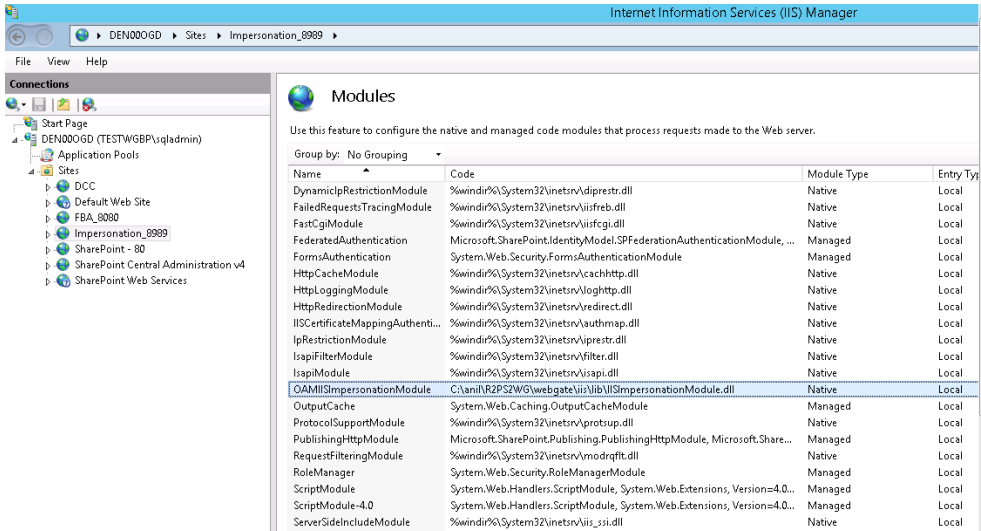 Internet Information Services (IIS) Manager
DEN00OGD Sites Impersonation_8989
File View Help
Connections
Start Page
DEN00OGD (TESTWGBP\sqladmin)
Application Pools
Sites
DCC
Default Web Site
FBA_8080
Impersonation_8989
SharePoint - 80
SharePoint Central Administration v4
SharePoint Web Services
Modules
Use this feature to configure the native and managed code modules that process requests made to the Web server.
Group by: No Grouping
Name Code Module Type Entry Typ
DynamicIpRestrictionModule %windir%\System32\inetsrv\diprestr.dll Native Local
FailedRequestsTracingModule %windir%\System32\inetsrv\iisfreb.dll Native Local
FastCgiModule %windir%\System32\inetsrv\iisfcgi.dll Native Local
FederatedAuthentication Microsoft.SharePoint.IdentityModel.SPFederationAuthenticationModule, ... Managed Local
FormsAuthentication System.Web.Security.FormsAuthenticationModule Managed Local
HttpCacheModule %windir%\System32\inetsrv\cachhttp.dll Native Local
HttpLoggingModule %windir%\System32\inetsrv\loghttp.dll Native Local
HttpRedirectionModule %windir%\System32\inetsrv\redirect.dll Native Local
IISCertificateMappingAuthenti... %windir%\System32\inetsrv\authmap.dll Native Local
IpRestrictionModule %windir%\System32\inetsrv\iprestr.dll Native Local
IsapiFilterModule %windir%\System32\inetsrv\filter.dll Native Local
IsapiModule %windir%\System32\inetsrv\isapi.dll Native Local
OAMIISImpersonationModule C:\anil\R2PS2WG\webgate\iis\lib\IISImpersonationModule.dll Native Local
OutputCache System.Web.Caching.OutputCacheModule Managed Local
ProtocolSupportModule %windir%\System32\inetsrv\protsup.dll Native Local
PublishingHttpModule Microsoft.SharePoint.Publishing.PublishingHttpModule, Microsoft.Share... Managed Local
RequestFilteringModule %windir%\System32\inetsrv\modrqflt.dll Native Local
RoleManager System.Web.Security.RoleManagerModule Managed Local
ScriptModule System.Web.Handlers.ScriptModule, System.Web.Extensions, Version=4.0... Managed Local
ScriptModule-4.0 System.Web.Handlers.ScriptModule, System.Web.Extensions, Version=4.0... Managed Local
ServerSideIncludeModule %windir%\System32\inetsrv\iis_ssi.dll Native Local